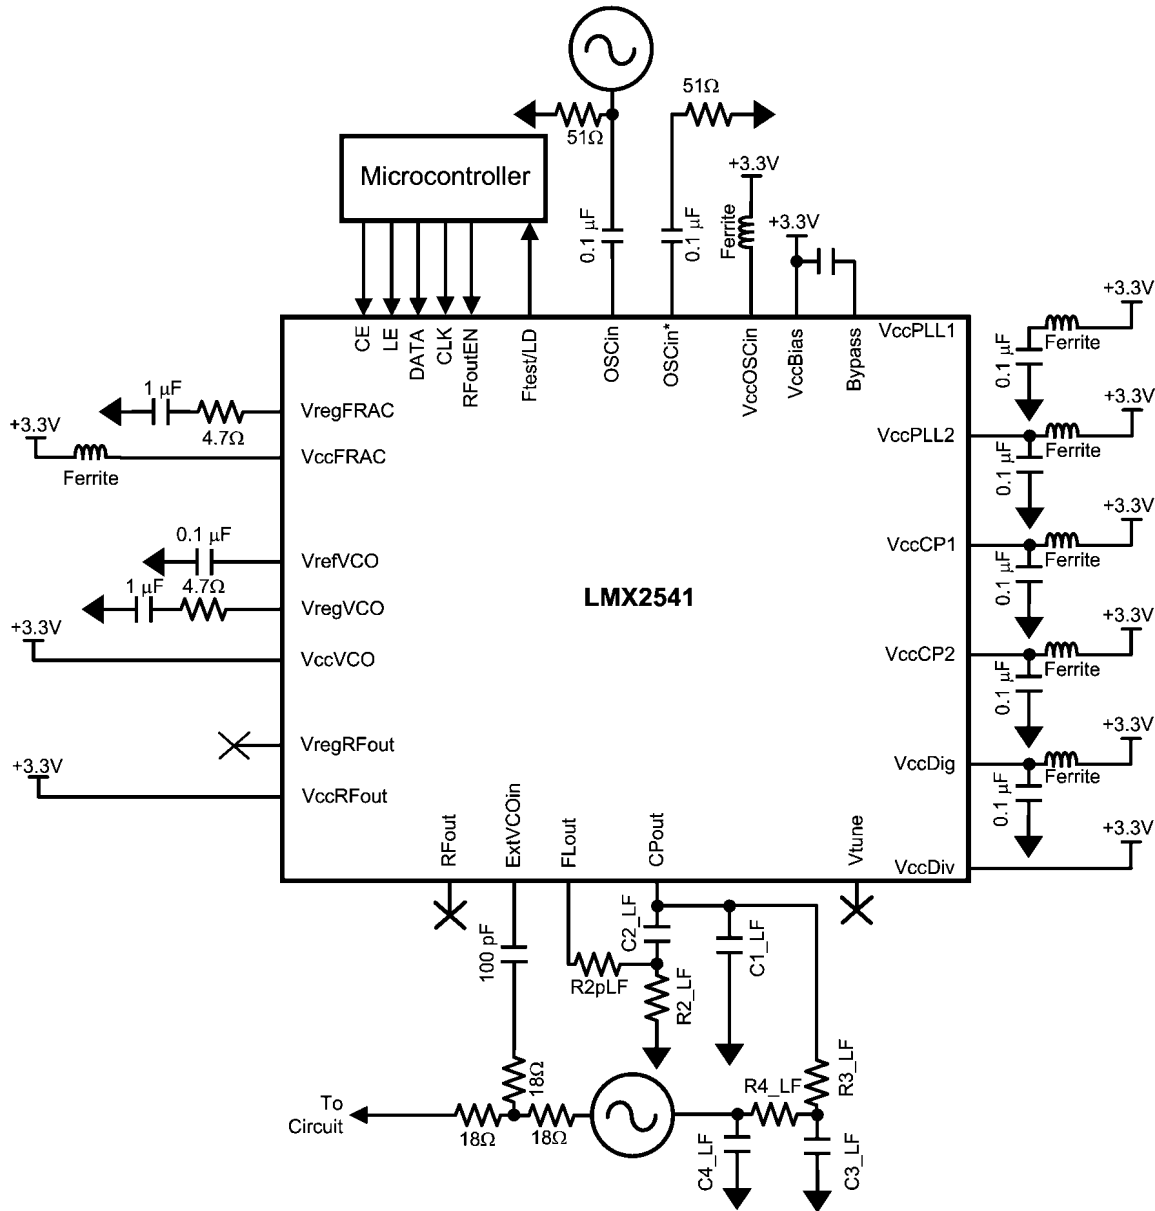 51Ω
51Ω
Microcontroller
0.1 μF
0.1 μF
+3.3V
Ferrite
+3.3V
CE
LE
DATA
CLK
RFoutEN
Ftest/LD
OSCin
OSCin*
VccOSCin
VccBias
Bypass
VccPLL1
+3.3V
Ferrite
0.1 μF
1 μF
4.7Ω
VregFRAC
+3.3V
Ferrite
VccFRAC
VccPLL2
+3.3V
Ferrite
0.1 μF
0.1 μF
VrefVCO
1 μF
4.7Ω
VregVCO
+3.3V
VccVCO
LMX2541
VccCP1
+3.3V
Ferrite
0.1 μF
VccCP2
+3.3V
Ferrite
0.1 μF
VregRFout
+3.3V
VccRFout
VccDig
+3.3V
Ferrite
0.1 μF
+3.3V
VccDiv
RFout
ExtVCOin
FLout
CPout
Vtune
100 pF
R2pLF
C2_LF
R2_LF
C1_LF
R3_LF
18Ω
To
Circuit
18Ω
18Ω
R4_LF
C4_LF
C3_LF